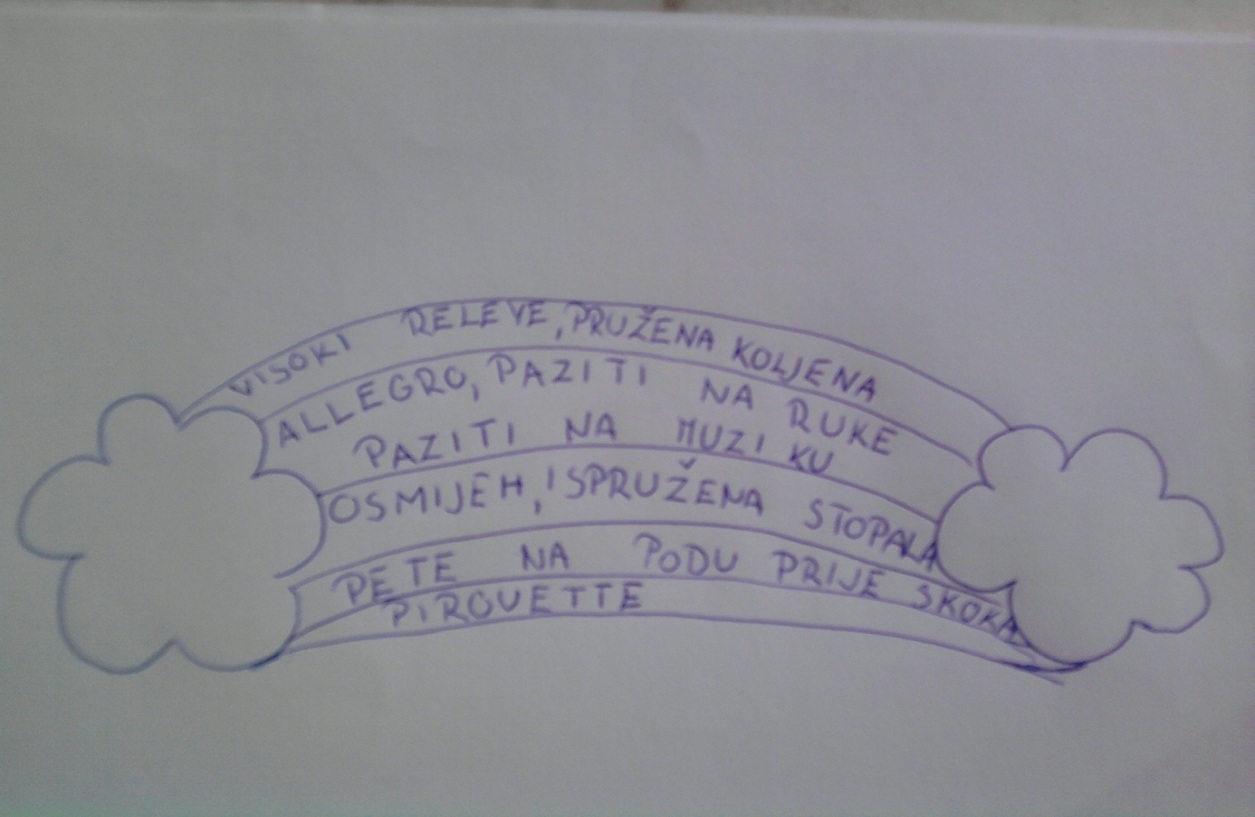 VISOKI RELEVE, PRUŽENA KOLJENA
ALLEGRO, PAZITI NA RUKE
PAZITI NA MUZIKU
OSMIJEH, ISPRUŽENA STOPALA
PETE NA PODU PRIJE SKOKA
PIROUETTE